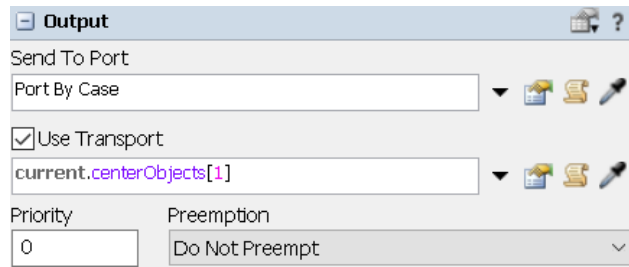 Output
?
Send To Port
Port By Case
Use Transport
current.centerObjects[1]
Priority Preemption
0 Do Not Preempt